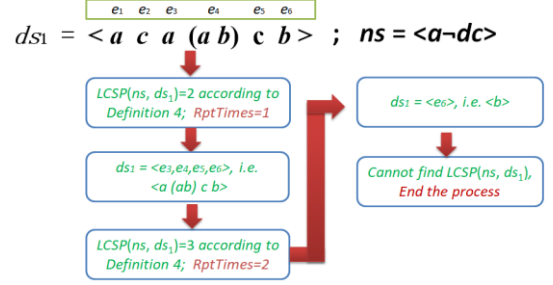 e₁ e₂ e₃ e₄ e₅ e₆
ds₁ = < a c a (a b) c b > ; ns = <a¬dc>
LCSP(ns, ds₁)=2 according to
Definition 4; RptTimes=1
ds₁ = <e₃,e₄,e₅,e₆>, i.e.
<a (ab) c b>
LCSP(ns, ds₁)=3 according to
Definition 4; RptTimes=2
ds₁ = <e₆>, i.e. <b>
Cannot find LCSP(ns, ds₁),
End the process